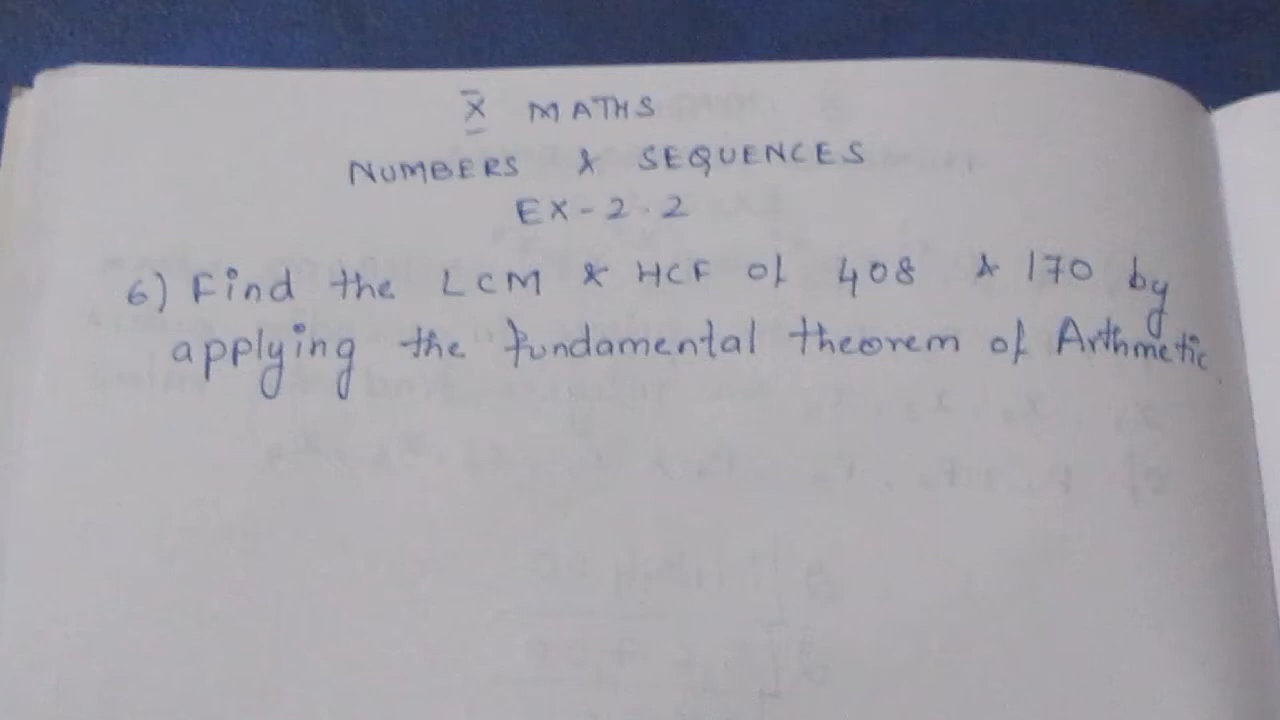 X MATHS
NUMBERS & SEQUENCES
EX-2.2
6) Find the LCM & HCF of 408 & 170 by
applying the fundamental theorem of Arthmetic.